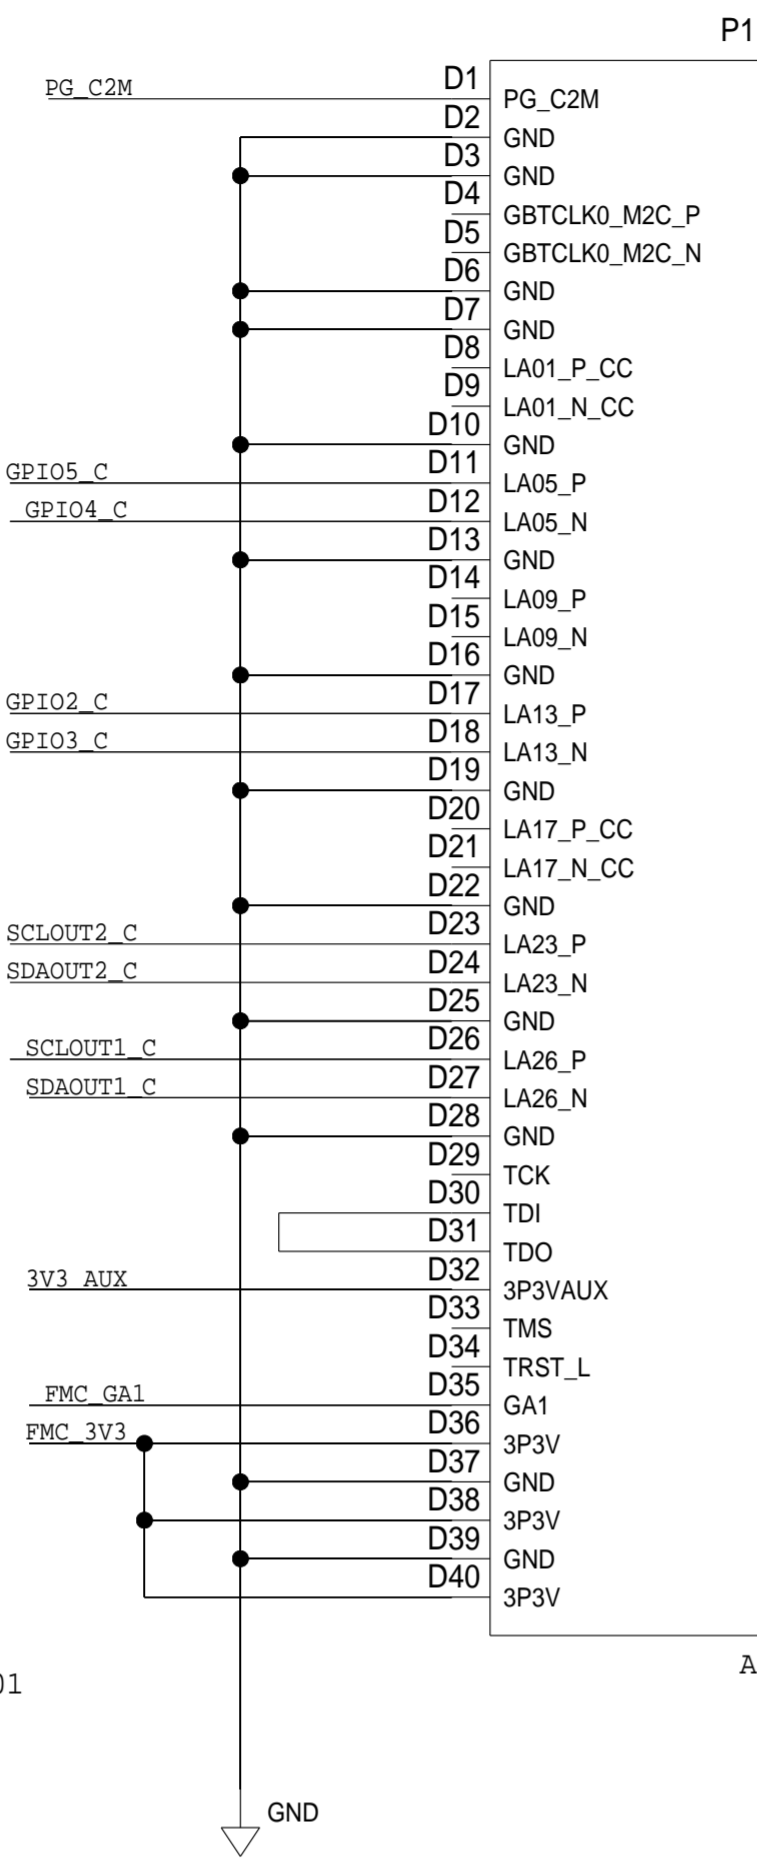 P1
D1
PG_C2M PG_C2M
D2
GND
D3
GND
D4
GBTCLK0_M2C_P
D5
GBTCLK0_M2C_N
D6
GND
D7
GND
D8
LA01_P_CC
D9
LA01_N_CC
D10
GND
D11
GPIO5_C LA05_P
D12
GPIO4_C LA05_N
D13
GND
D14
LA09_P
D15
LA09_N
D16
GND
D17
GPIO2_C LA13_P
D18
GPIO3_C LA13_N
D19
GND
D20
LA17_P_CC
D21
LA17_N_CC
D22
GND
D23
SCLOUT2_C LA23_P
D24
SDAOUT2_C LA23_N
D25
GND
D26
SCLOUT1_C LA26_P
D27
SDAOUT1_C LA26_N
D28
GND
D29
TCK
D30
TDI
D31
TDO
D32
3V3_AUX 3P3VAUX
D33
TMS
D34
TRST_L
D35
FMC_GA1 GA1
D36
FMC_3V3 3P3V
D37
GND
D38
3P3V
D39
GND
D40
3P3V
A
01
GND